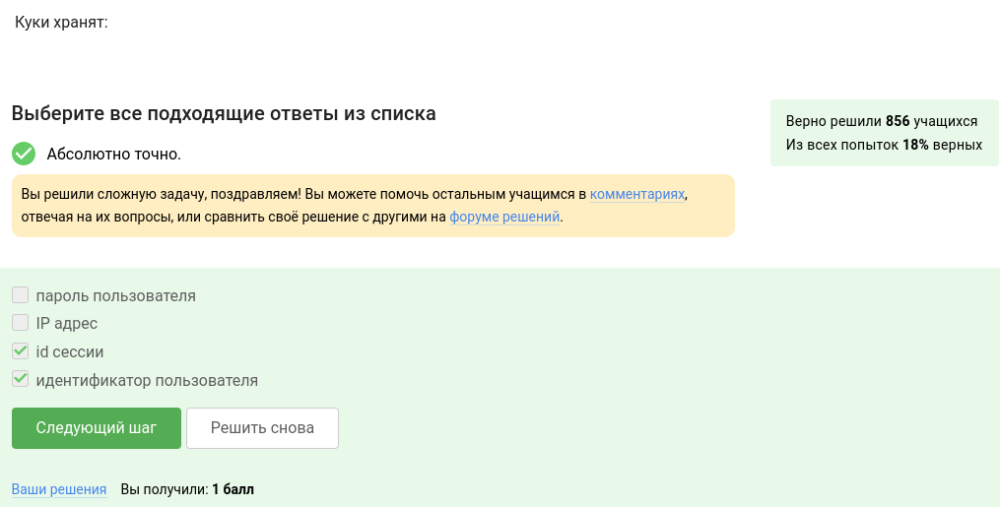 Куки хранят:
Выберите все подходящие ответы из списка
Верно решили 856 учащихся
Из всех попыток 18% верных
Абсолютно точно.
Вы решили сложную задачу, поздравляем! Вы можете помочь остальным учащимся в комментариях,
отвечая на их вопросы, или сравнить своё решение с другими на форуме решений.
пароль пользователя
IP адрес
id сессии
идентификатор пользователя
Следующий шаг Решить снова
Ваши решения Вы получили: 1 балл